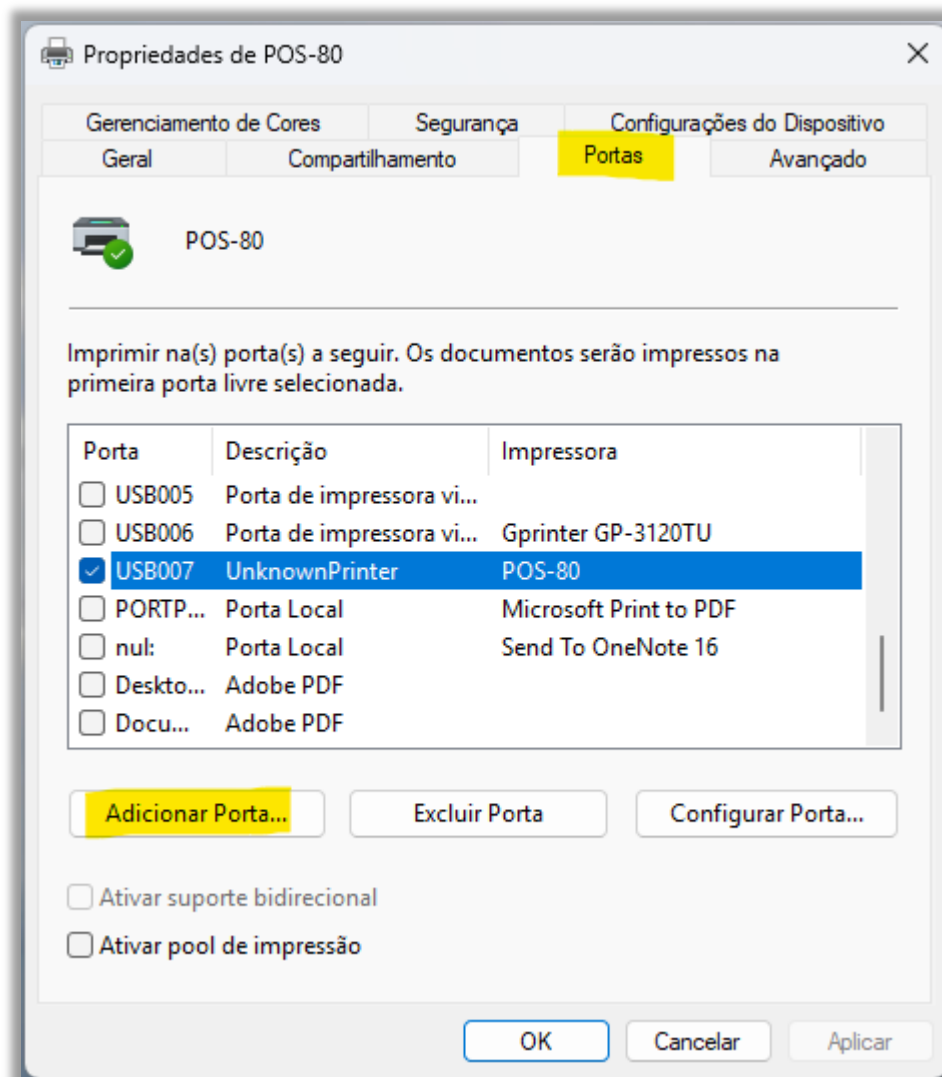 Propriedades de POS-80
Gerenciamento de Cores Segurança Configurações do Dispositivo
Geral Compartilhamento Portas Avançado
POS-80
Imprimir na(s) porta(s) a seguir. Os documentos serão impressos na
primeira porta livre selecionada.
Porta Descrição Impressora
USB005 Porta de impressora vi...
USB006 Porta de impressora vi... Gprinter GP-3120TU
USB007 UnknownPrinter POS-80
PORTP... Porta Local Microsoft Print to PDF
nul: Porta Local Send To OneNote 16
Deskto... Adobe PDF
Docu... Adobe PDF
Adicionar Porta... Excluir Porta Configurar Porta...
Ativar suporte bidirecional
Ativar pool de impressão
OK Cancelar Aplicar